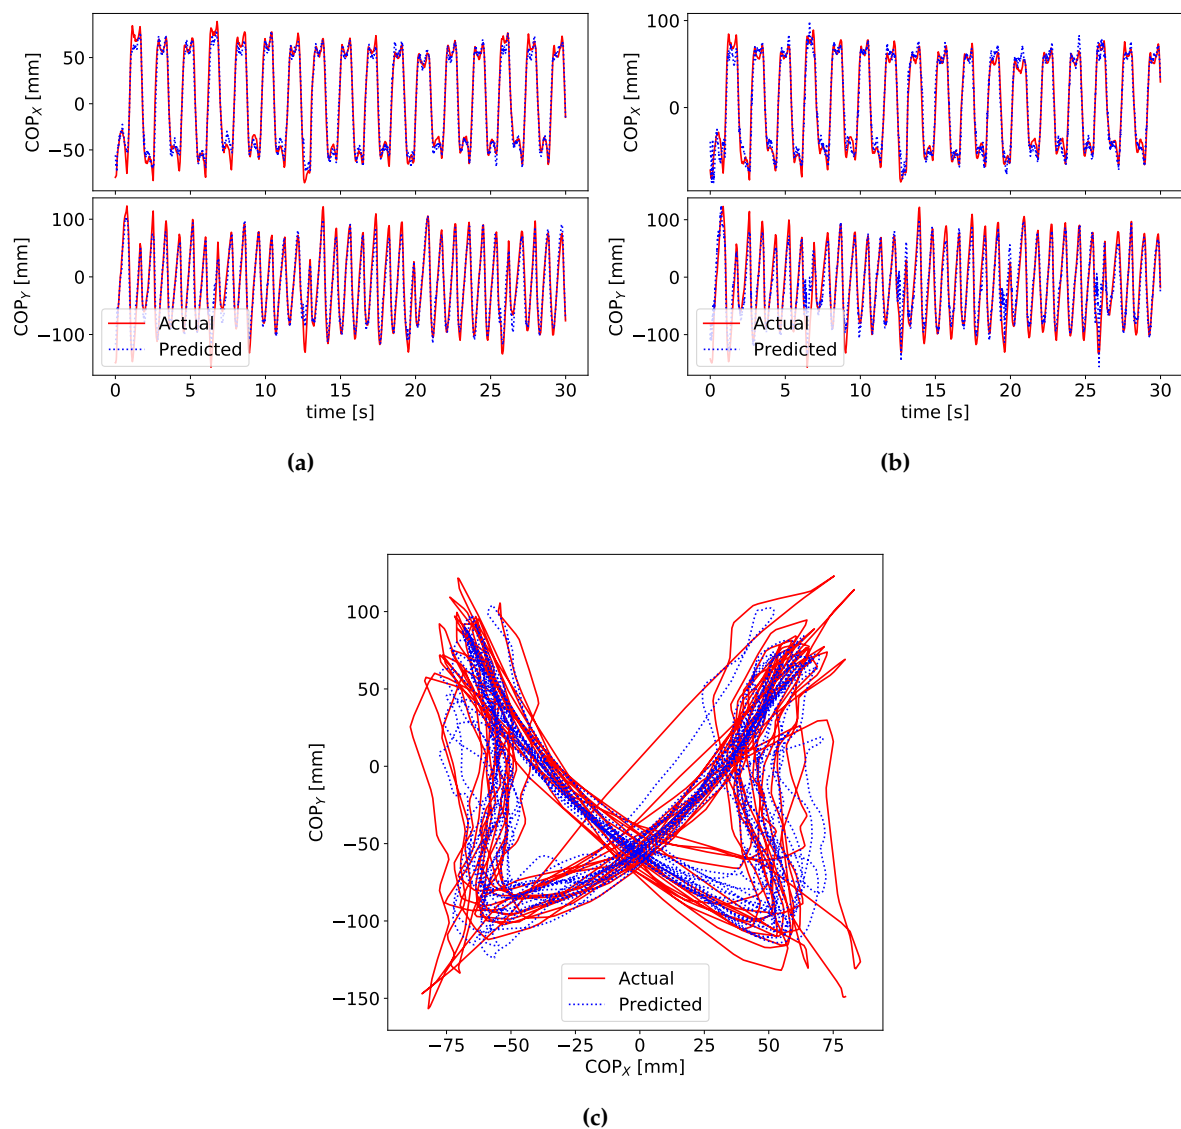 50
0
−50
COP_X [mm]
100
0
−100
COP_Y [mm]
Actual
Predicted
0 5 10 15 20 25 30
time [s]
(a)
100
0
COP_X [mm]
100
0
−100
COP_Y [mm]
Actual
Predicted
0 5 10 15 20 25 30
time [s]
(b)
100
50
0
−50
−100
−150
COP_Y [mm]
Actual
Predicted
−75 −50 −25 0 25 50 75
COP_X [mm]
(c)